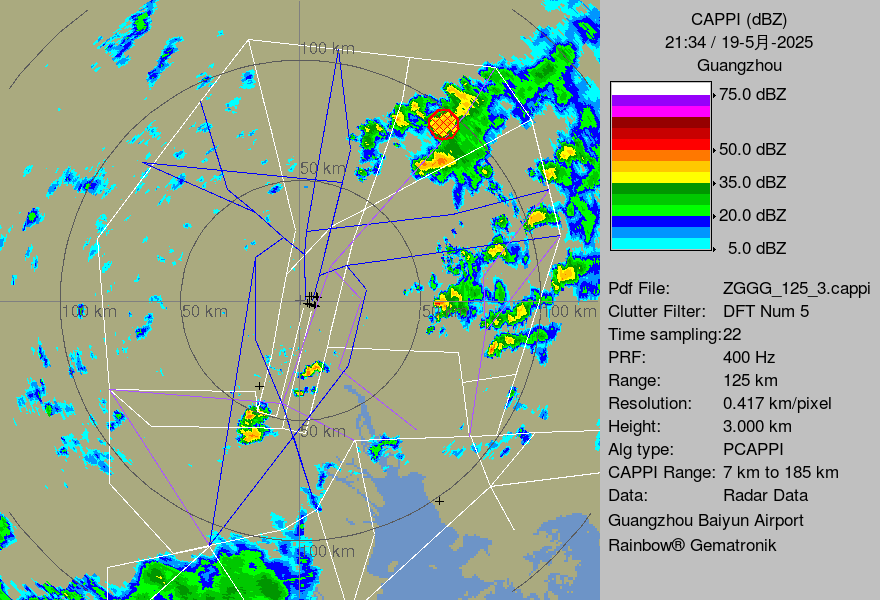 CAPPI (dBZ)
21:34 / 19-5月-2025
Guangzhou
75.0 dBZ
50.0 dBZ
35.0 dBZ
20.0 dBZ
5.0 dBZ
Pdf File: ZGGG_125_3.cappi
Clutter Filter: DFT Num 5
Time sampling:22
PRF: 400 Hz
Range: 125 km
Resolution: 0.417 km/pixel
Height: 3.000 km
Alg type: PCAPPI
CAPPI Range: 7 km to 185 km
Data: Radar Data
Guangzhou Baiyun Airport
Rainbow® Gematronik
100 km
50 km
100 km
50 km
50 km
100 km
50 km
100 km